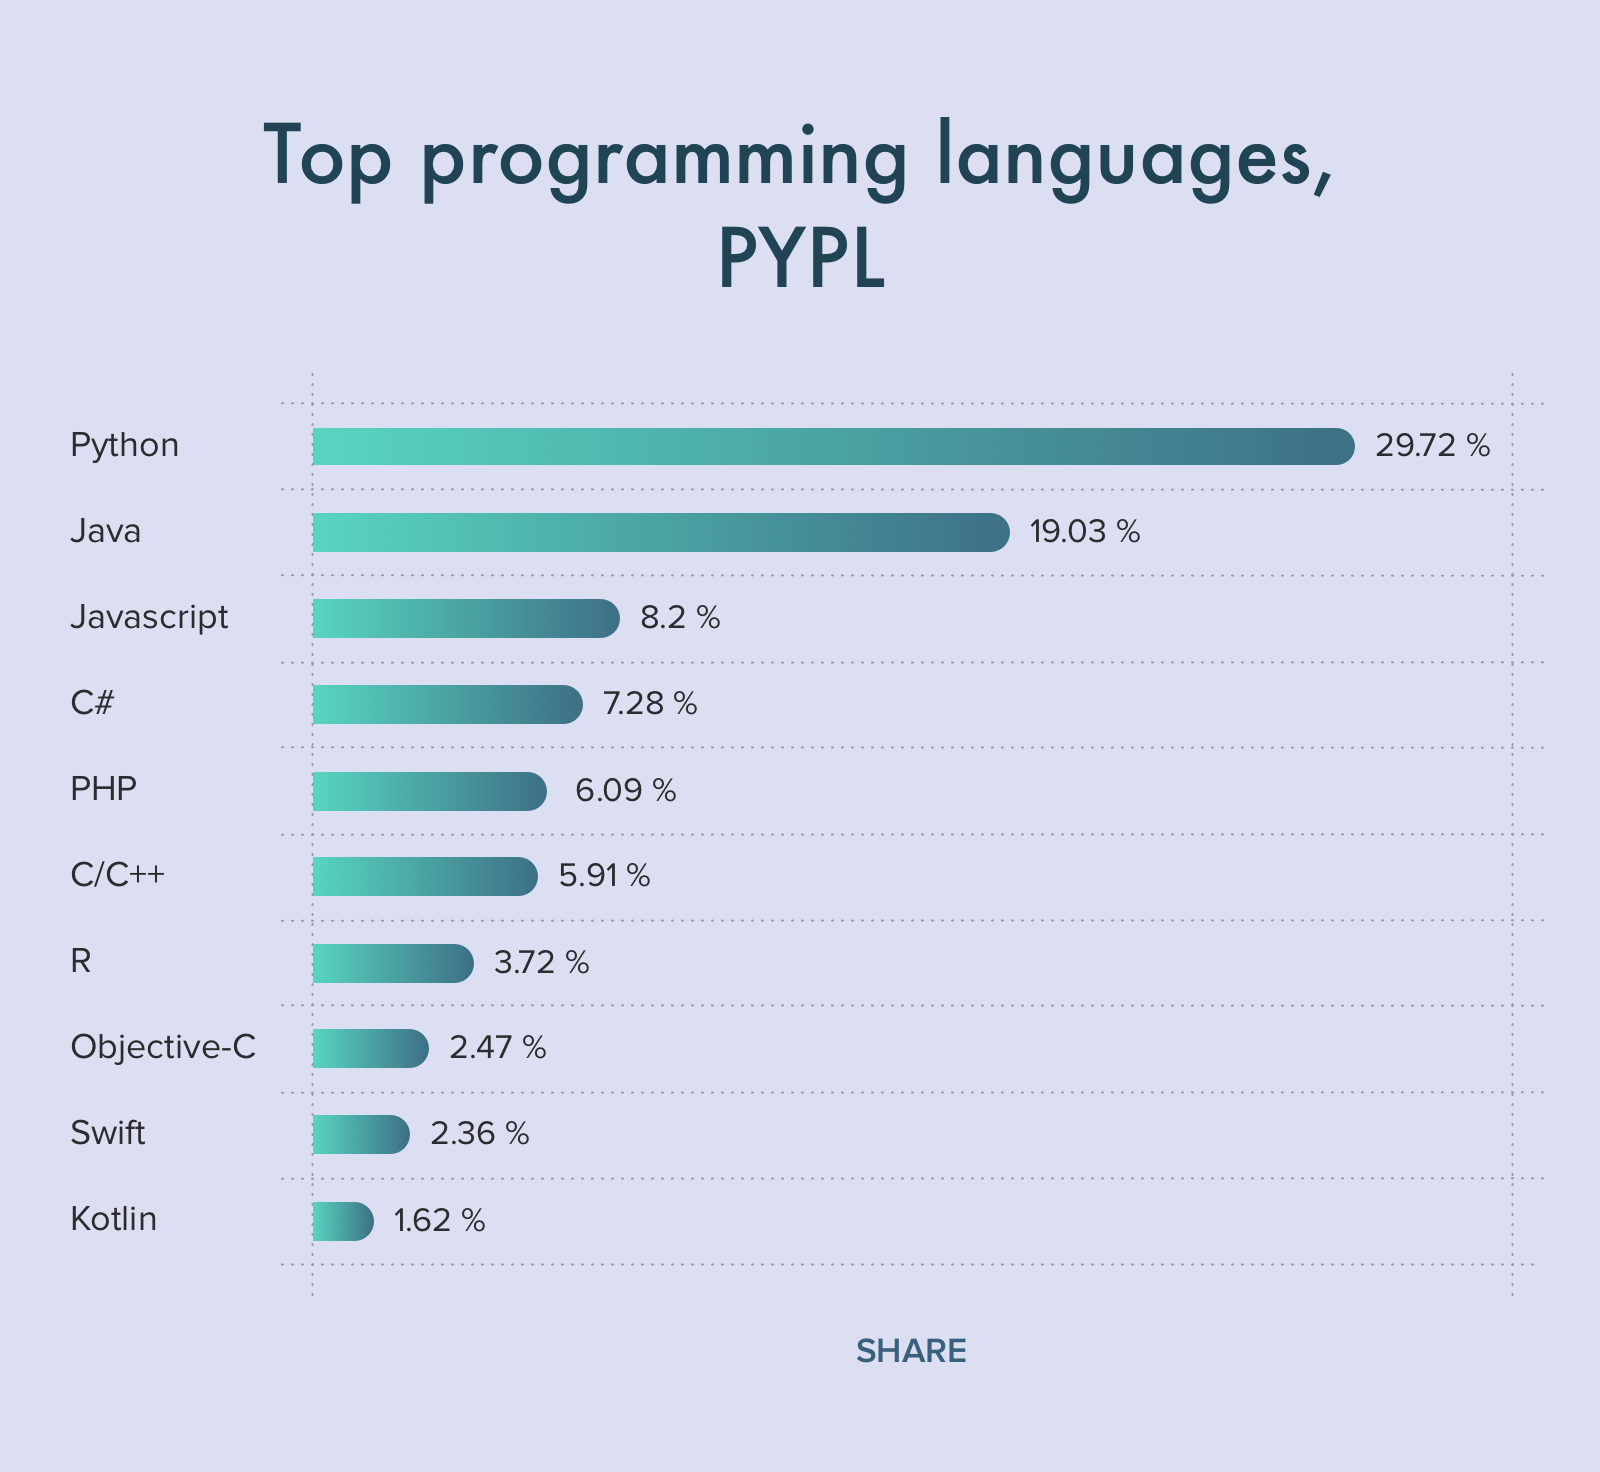 Top programming languages,
PYPL
Python 29.72 %
Java 19.03 %
Javascript 8.2 %
C# 7.28 %
PHP 6.09 %
C/C++ 5.91 %
R 3.72 %
Objective-C 2.47 %
Swift 2.36 %
Kotlin 1.62 %
SHARE